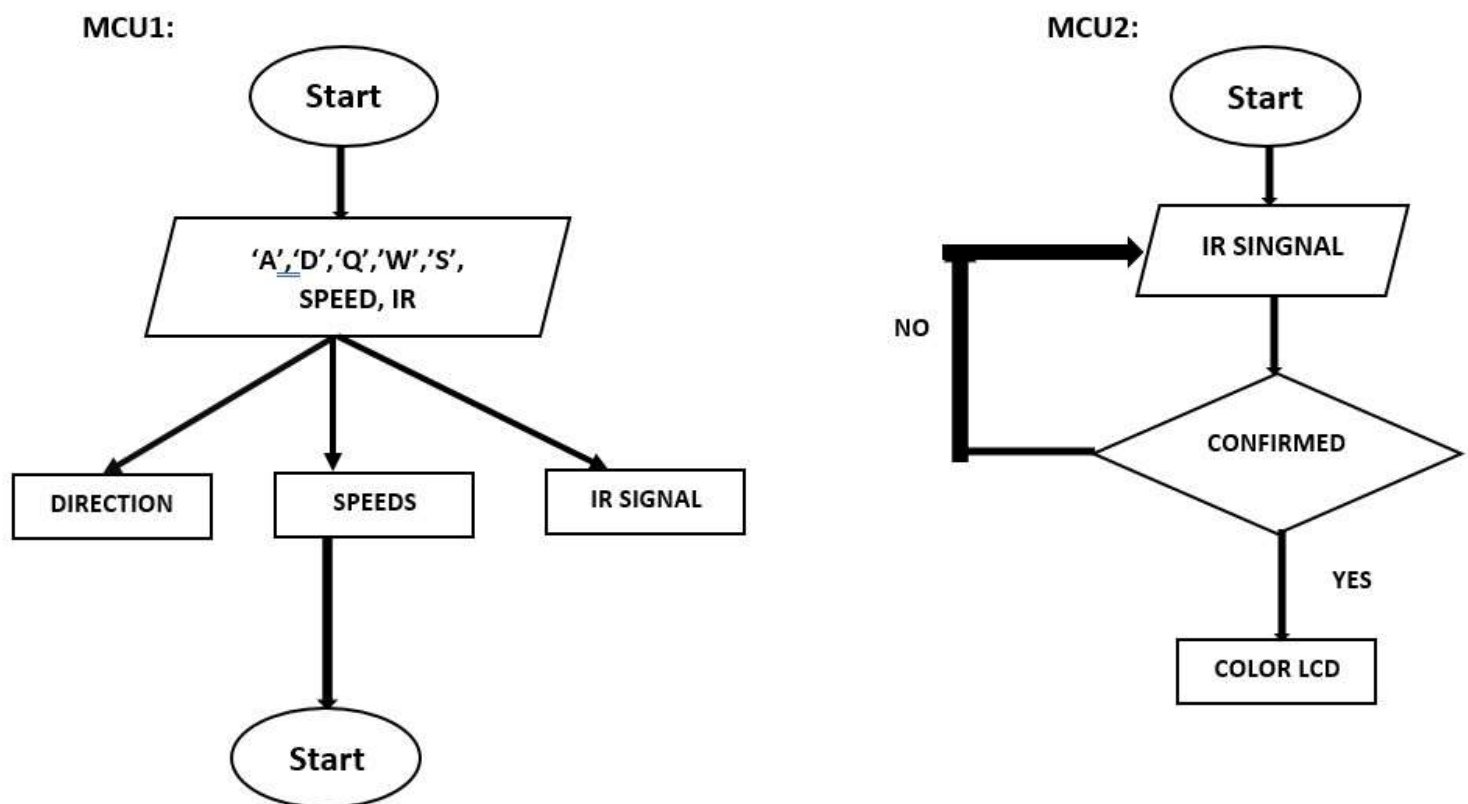 MCU1:
Start
‘A’,‘D’,‘Q’,’W’,’S’,
SPEED, IR
DIRECTION
SPEEDS
IR SIGNAL
Start
MCU2:
Start
IR SINGNAL
NO
CONFIRMED
YES
COLOR LCD